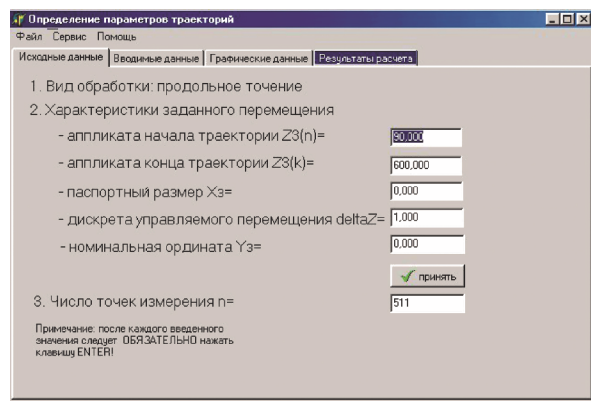 Определение параметров траекторий
Файл Сервис Помощь
Исходные данные Вводимые данные Графические данные Результаты расчета
1. Вид обработки: продольное точение
2. Характеристики заданного перемещения
- аппликата начала траектории Z3(n)= 90,000
- аппликата конца траектории Z3(k)= 600,000
- паспортный размер Xз= 0,000
- дискрета управляемого перемещения deltaZ= 1,000
- номинальная ордината Yз= 0,000
принять
3. Число точек измерения n= 511
Примечание: после каждого введенного
значения следует ОБЯЗАТЕЛЬНО нажать
клавишу ENTER!